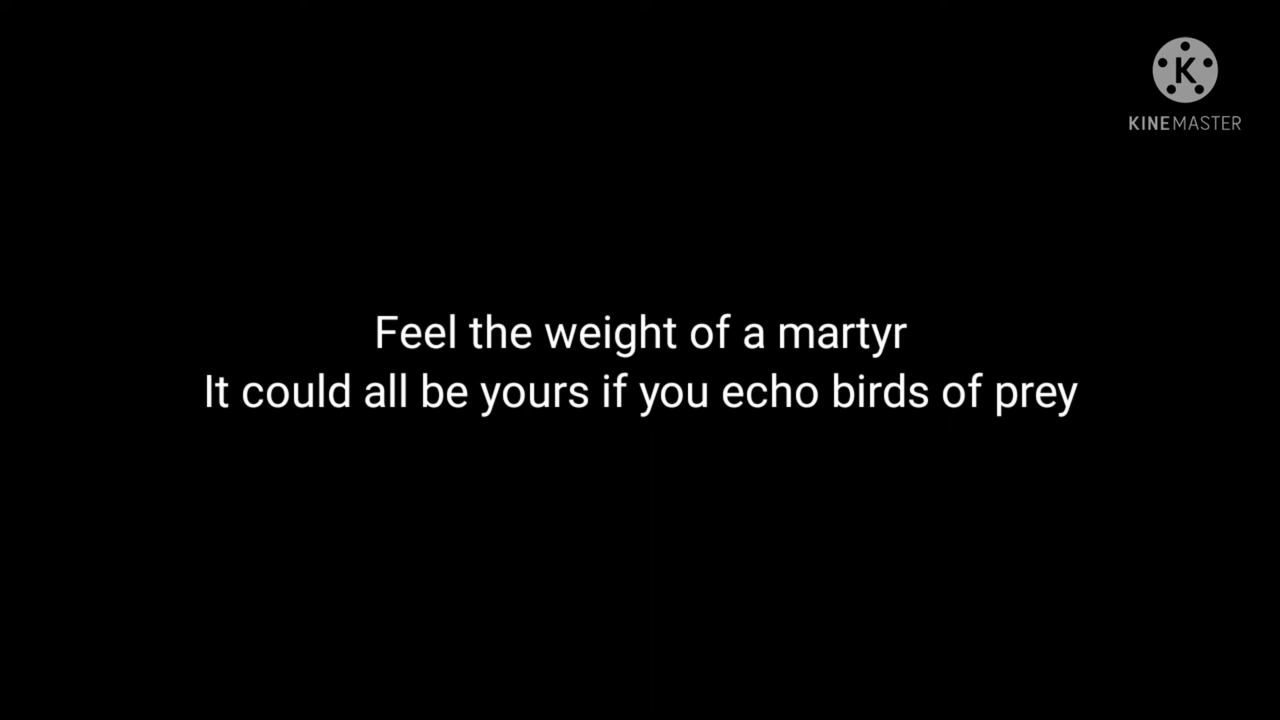 K
KINEMASTER
Feel the weight of a martyr
It could all be yours if you echo birds of prey